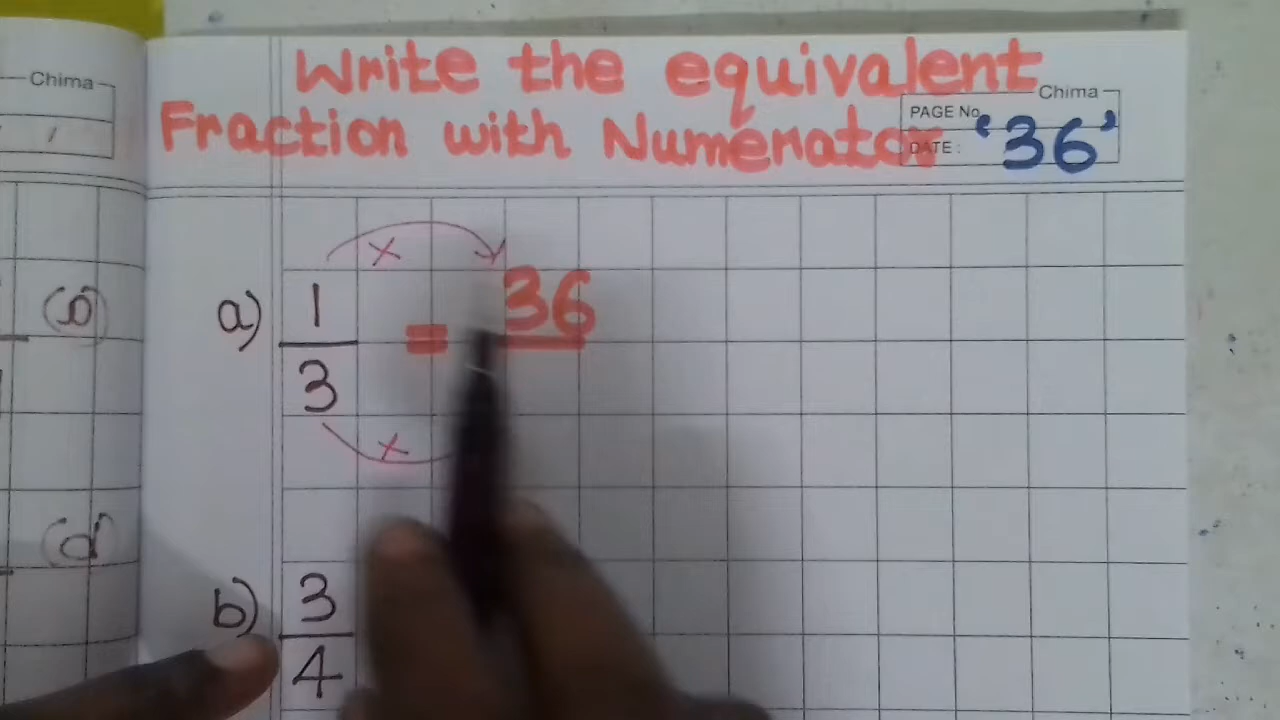 Chima
/
Write the equivalent
Chima
PAGE No.
Fraction with Numerator '36'
DATE :
× 
a) 1/3 = 36
×
b) 3/4
(b)
(d)